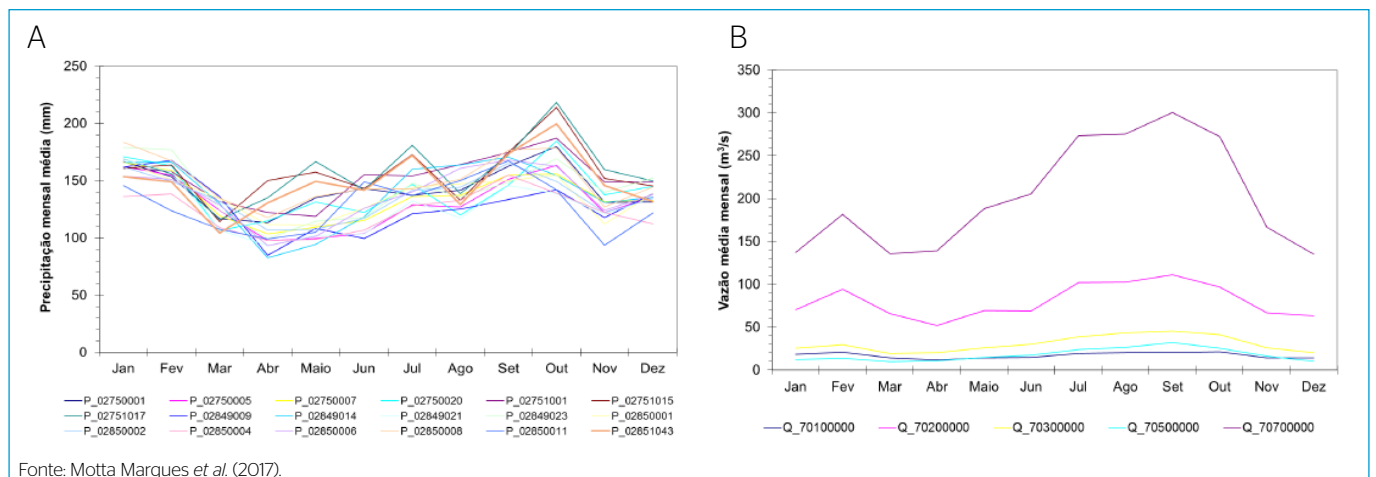 A
Precipitação mensal média (mm)
250
200
150
100
50
0
Jan Fev Mar Abr Maio Jun Jul Ago Set Out Nov Dez
P_02750001 P_02750005 P_02750007 P_02750020 P_02751001 P_02751015
P_02751017 P_02849009 P_02849014 P_02849021 P_02849023 P_02850001
P_02850002 P_02850004 P_02850006 P_02850008 P_02850011 P_02851043
B
Vazão média mensal (m³/s)
350
300
250
200
150
100
50
0
Jan Fev Mar Abr Maio Jun Jul Ago Set Out Nov Dez
Q_70100000 Q_70200000 Q_70300000 Q_70500000 Q_70700000
Fonte: Motta Marques et al. (2017).